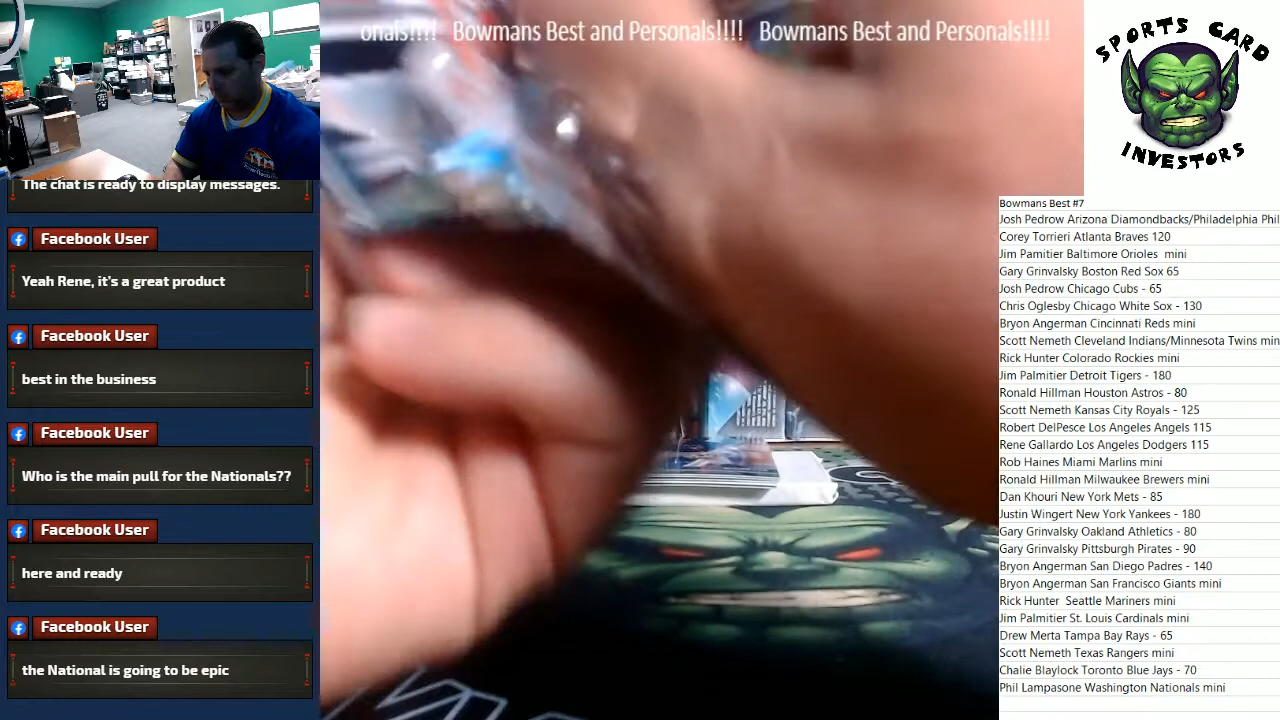 onals!!!! Bowmans Best and Personals!!!! Bowmans Best and Personals!!!!
SPORTS CARD
INVESTORS
The chat is ready to display messages.
Facebook User
Yeah Rene, it's a great product
Facebook User
best in the business
Facebook User
Who is the main pull for the Nationals??
Facebook User
here and ready
Facebook User
the National is going to be epic
Bowmans Best #7
Josh Pedrow Arizona Diamondbacks/Philadelphia Phil
Corey Torrieri Atlanta Braves 120
Jim Pamitier Baltimore Orioles mini
Gary Grinvalsky Boston Red Sox 65
Josh Pedrow Chicago Cubs - 65
Chris Oglesby Chicago White Sox - 130
Bryon Angerman Cincinnati Reds mini
Scott Nemeth Cleveland Indians/Minnesota Twins min
Rick Hunter Colorado Rockies mini
Jim Palmitier Detroit Tigers - 180
Ronald Hillman Houston Astros - 80
Scott Nemeth Kansas City Royals - 125
Robert DelPesce Los Angeles Angels 115
Rene Gallardo Los Angeles Dodgers 115
Rob Haines Miami Marlins mini
Ronald Hillman Milwaukee Brewers mini
Dan Khouri New York Mets - 85
Justin Wingert New York Yankees - 180
Gary Grinvalsky Oakland Athletics - 80
Gary Grinvalsky Pittsburgh Pirates - 90
Bryon Angerman San Diego Padres - 140
Bryon Angerman San Francisco Giants mini
Rick Hunter Seattle Mariners mini
Jim Palmitier St. Louis Cardinals mini
Drew Merta Tampa Bay Rays - 65
Scott Nemeth Texas Rangers mini
Chalie Blaylock Toronto Blue Jays - 70
Phil Lampasone Washington Nationals mini